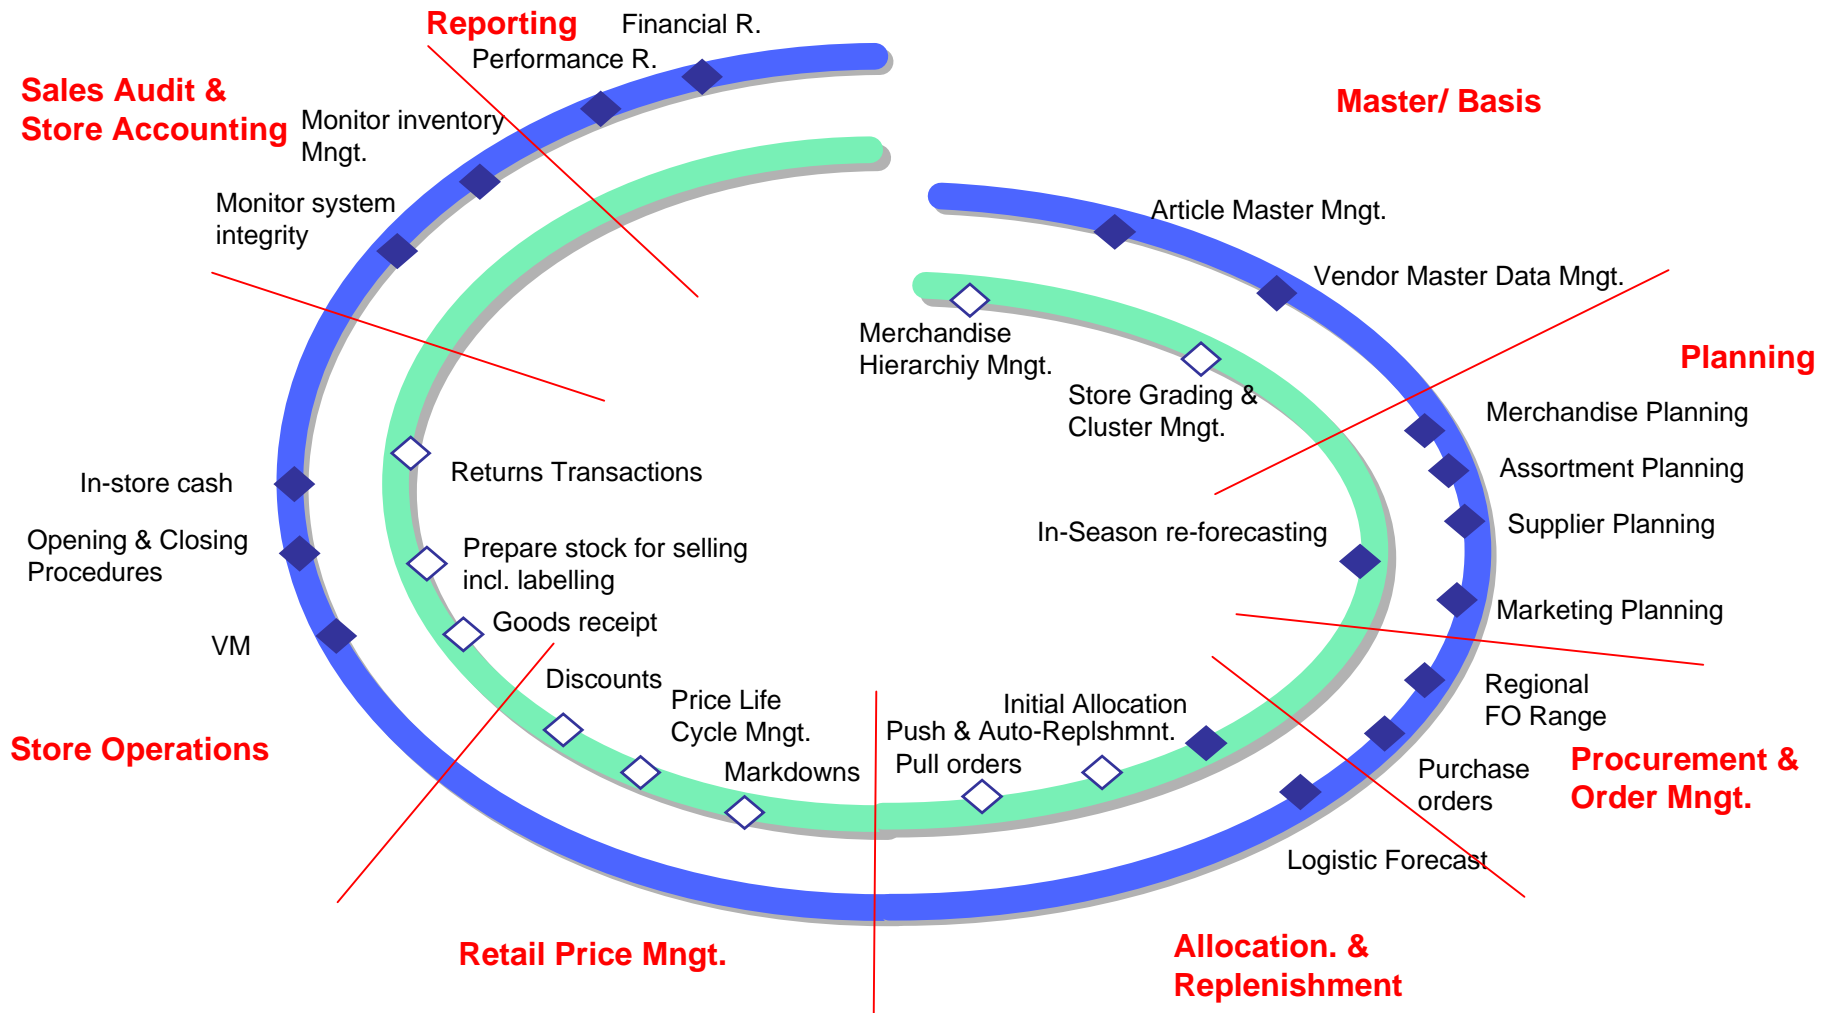 Reporting
Financial R.
Performance R.
Sales Audit &
Store Accounting
Monitor inventory
Mngt.
Monitor system
integrity
Master/ Basis
Article Master Mngt.
Vendor Master Data Mngt.
Merchandise
Hierarchiy Mngt.
Store Grading &
Cluster Mngt.
Planning
Merchandise Planning
Assortment Planning
Supplier Planning
In-Season re-forecasting
Marketing Planning
Regional
FO Range
Procurement &
Order Mngt.
Purchase
orders
Logistic Forecast
Initial Allocation
Push & Auto-Replshmnt.
Pull orders
Allocation. &
Replenishment
Discounts
Price Life
Cycle Mngt.
Markdowns
Retail Price Mngt.
Returns Transactions
Prepare stock for selling
incl. labelling
Goods receipt
In-store cash
Opening & Closing
Procedures
VM
Store Operations